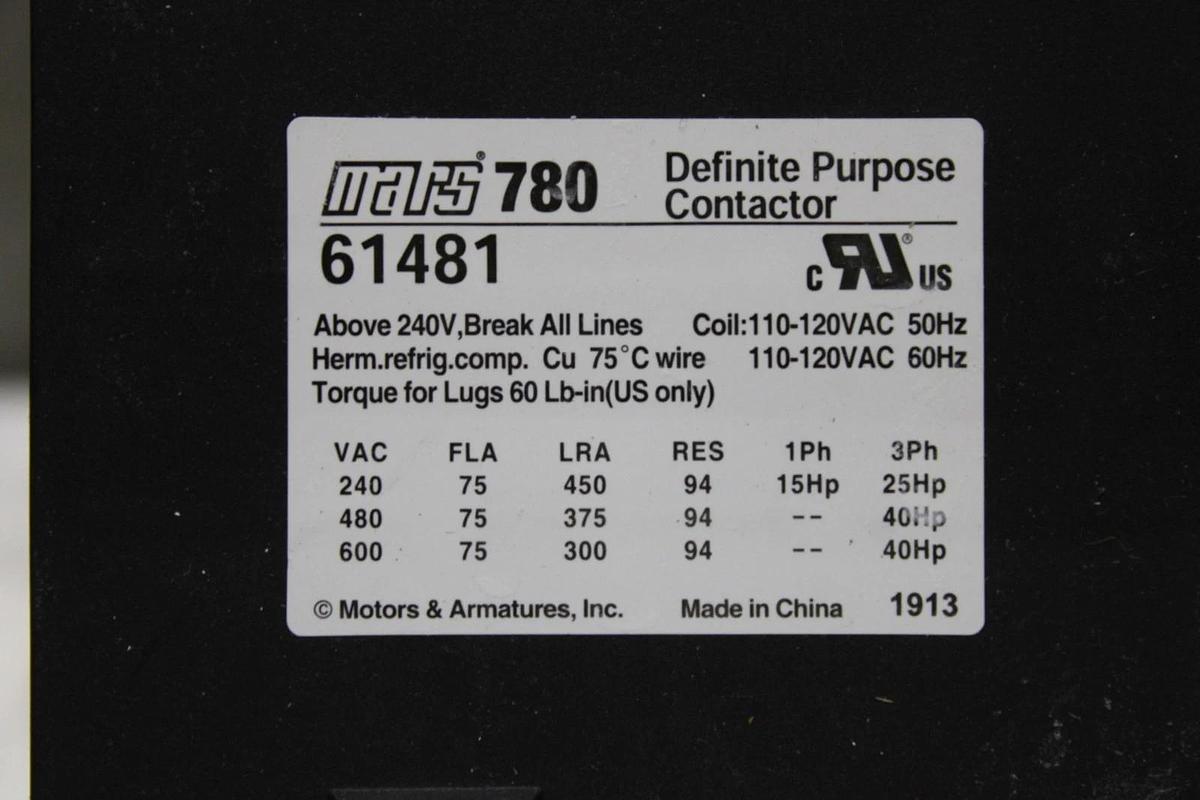 mars® 780 Definite Purpose Contactor
61481
c RU® US
Above 240V,Break All Lines Coil:110-120VAC 50Hz
Herm.refrig.comp. Cu 75°C wire 110-120VAC 60Hz
Torque for Lugs 60 Lb-in(US only)
VAC FLA LRA RES 1Ph 3Ph
240 75 450 94 15Hp 25Hp
480 75 375 94 -- 40Hp
600 75 300 94 -- 40Hp
© Motors & Armatures, Inc. Made in China 1913